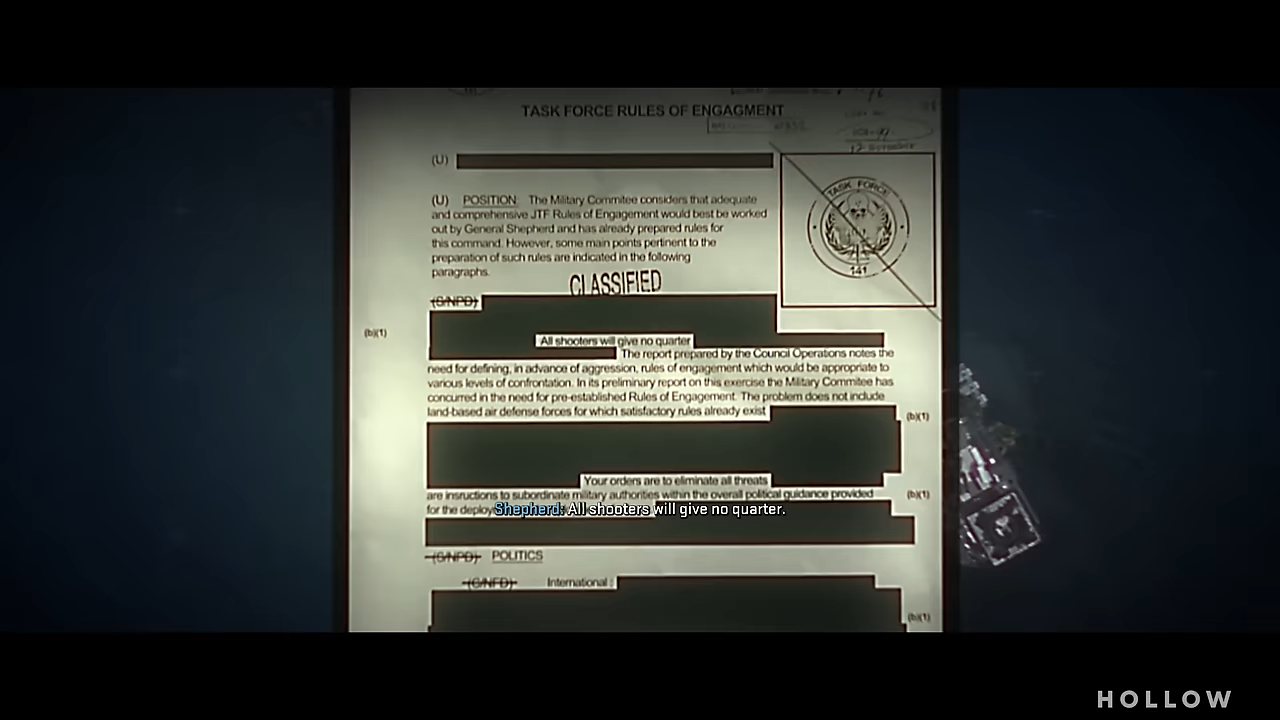 TASK FORCE RULES OF ENGAGMENT
(U)
(U) POSITION: The Military Commitee considers that adequate
and comprehensive JTF Rules of Engagement would best be worked
out by General Shepherd and has already prepared rules for
this command. However, some main points pertinent to the
preparation of such rules are indicated in the following
paragraphs.
TASK FORCE
141
CLASSIFIED
(S/NPD)
(b)(1)
All shooters will give no quarter
The report prepared by the Council Operations notes the
need for defining, in advance of aggression, rules of engagement which would be appropriate to
various levels of confrontation. In its preliminary report on this exercise the Military Commitee has
concurred in the need for pre-established Rules of Engagement. The problem does not include
land-based air defense forces for which satisfactory rules already exist
(b)(1)
Your orders are to eliminate all threats
are insructions to subordinate military authorities within the overall political guidance provided
(b)(1)
for the deploy
Shepherd: All shooters will give no quarter.
(S/NPD) POLITICS
International :
(b)(1)
HOLLOW